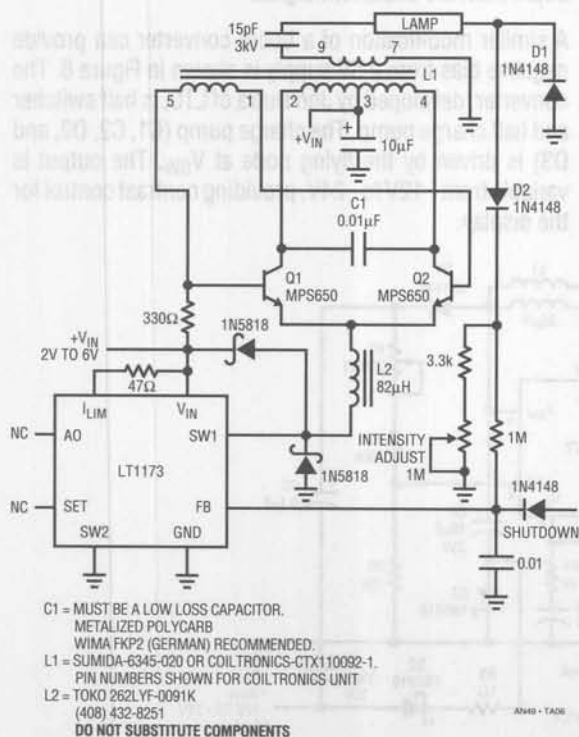 15pF
3kV
LAMP
9
7
D1
1N4148
L1
5
1
2
3
4
+VIN
10µF
+
D2
1N4148
C1
0.01µF
Q1
MPS650
Q2
MPS650
330Ω
+VIN
2V TO 6V
1N5818
47Ω
L2
82µH
3.3k
ILIM
VIN
NC
AO
SW1
LT1173
1N5818
INTENSITY
ADJUST
1M
1M
1N4148
NC
SET
FB
SHUTDOWN
SW2
GND
0.01
C1 = MUST BE A LOW LOSS CAPACITOR.
METALIZED POLYCARB
WIMA FKP2 (GERMAN) RECOMMENDED.
L1 = SUMIDA-6345-020 OR COILTRONICS-CTX110092-1.
PIN NUMBERS SHOWN FOR COILTRONICS UNIT
L2 = TOKO 262LYF-0091K
(408) 432-8251
DO NOT SUBSTITUTE COMPONENTS
AN49 • TA06